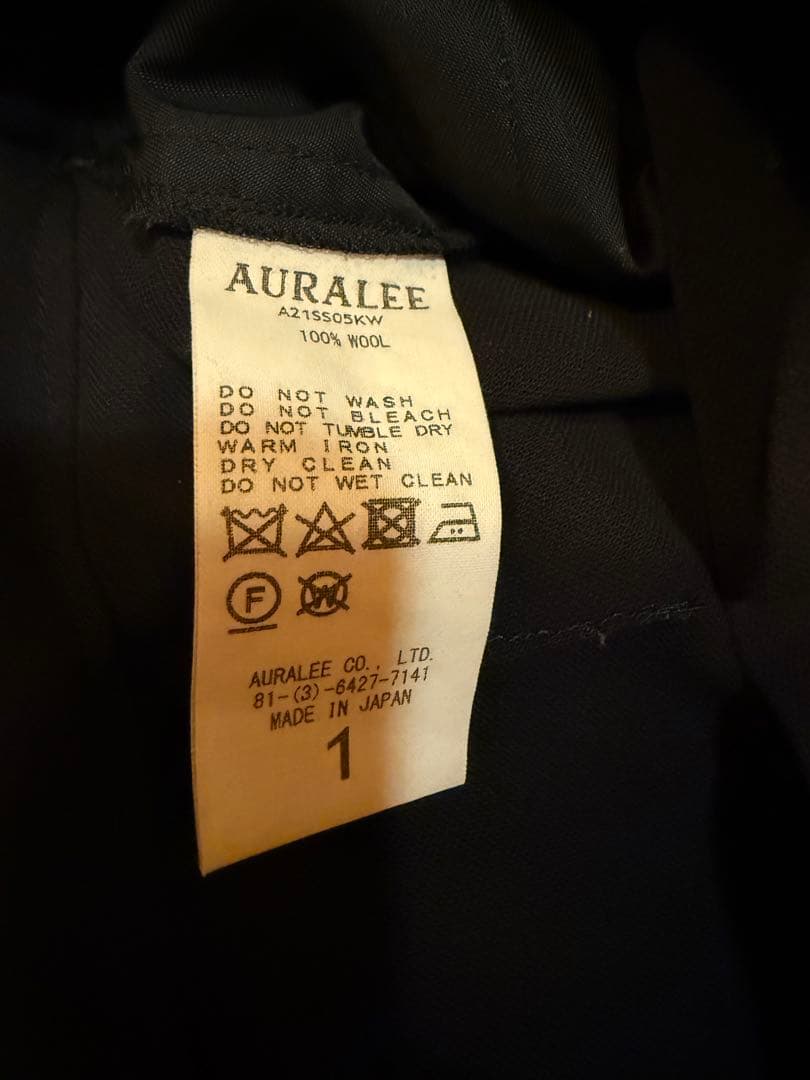 AURALEE
A21SS05KW
100% WOOL
DO NOT WASH
DO NOT BLEACH
DO NOT TUMBLE DRY
WARM IRON
DRY CLEAN
DO NOT WET CLEAN
F W
AURALEE CO., LTD.
81-(3)-6427-7141
MADE IN JAPAN
1